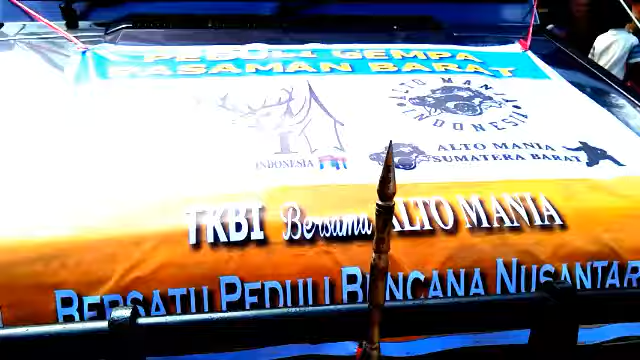 PEDULI GEMPA
PASAMAN BARAT
ALTO MANIA
INDONESIA
INDONESIA
ALTO MANIA
SUMATERA BARAT
TKBI Bersama ALTO MANIA
BERSATU PEDULI BENCANA NUSANTAR